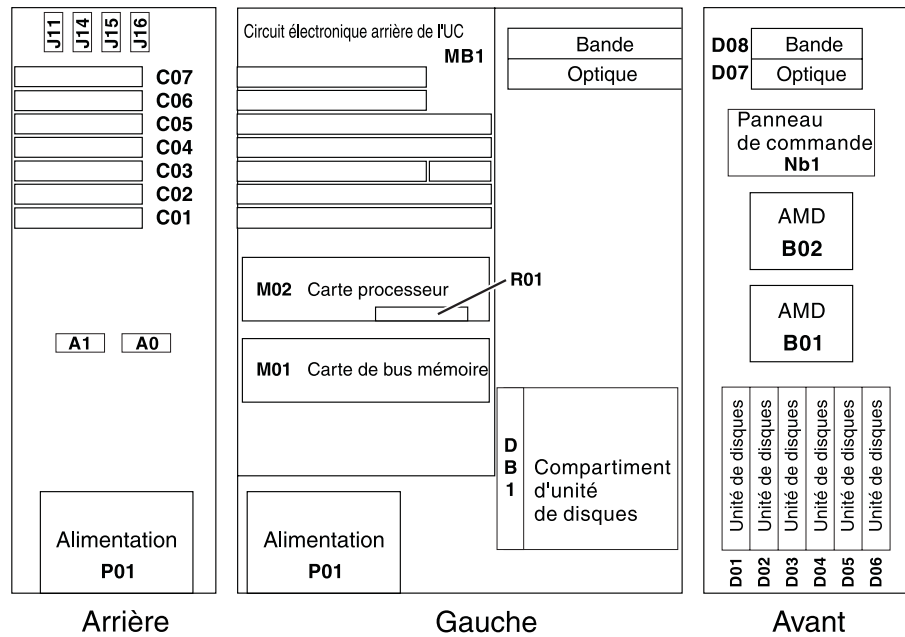 J11
J14
J15
J16
C07
C06
C05
C04
C03
C02
C01
A1
A0
Alimentation
P01
Arrière
Circuit électronique arrière de l'UC
MB1
Bande
Optique
M02 Carte processeur
R01
M01 Carte de bus mémoire
D
B
1
Compartiment
d'unité
de disques
Alimentation
P01
Gauche
D08 Bande
D07 Optique
Panneau
de commande
Nb1
AMD
B02
AMD
B01
Unité de disques
Unité de disques
Unité de disques
Unité de disques
Unité de disques
Unité de disques
D01
D02
D03
D04
D05
D06
Avant